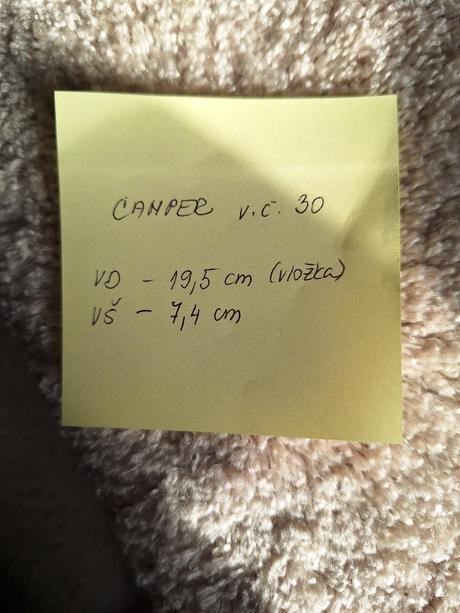 CAMPER v.č. 30
VD - 19,5 cm (vložka)
VŠ - 7,4 cm